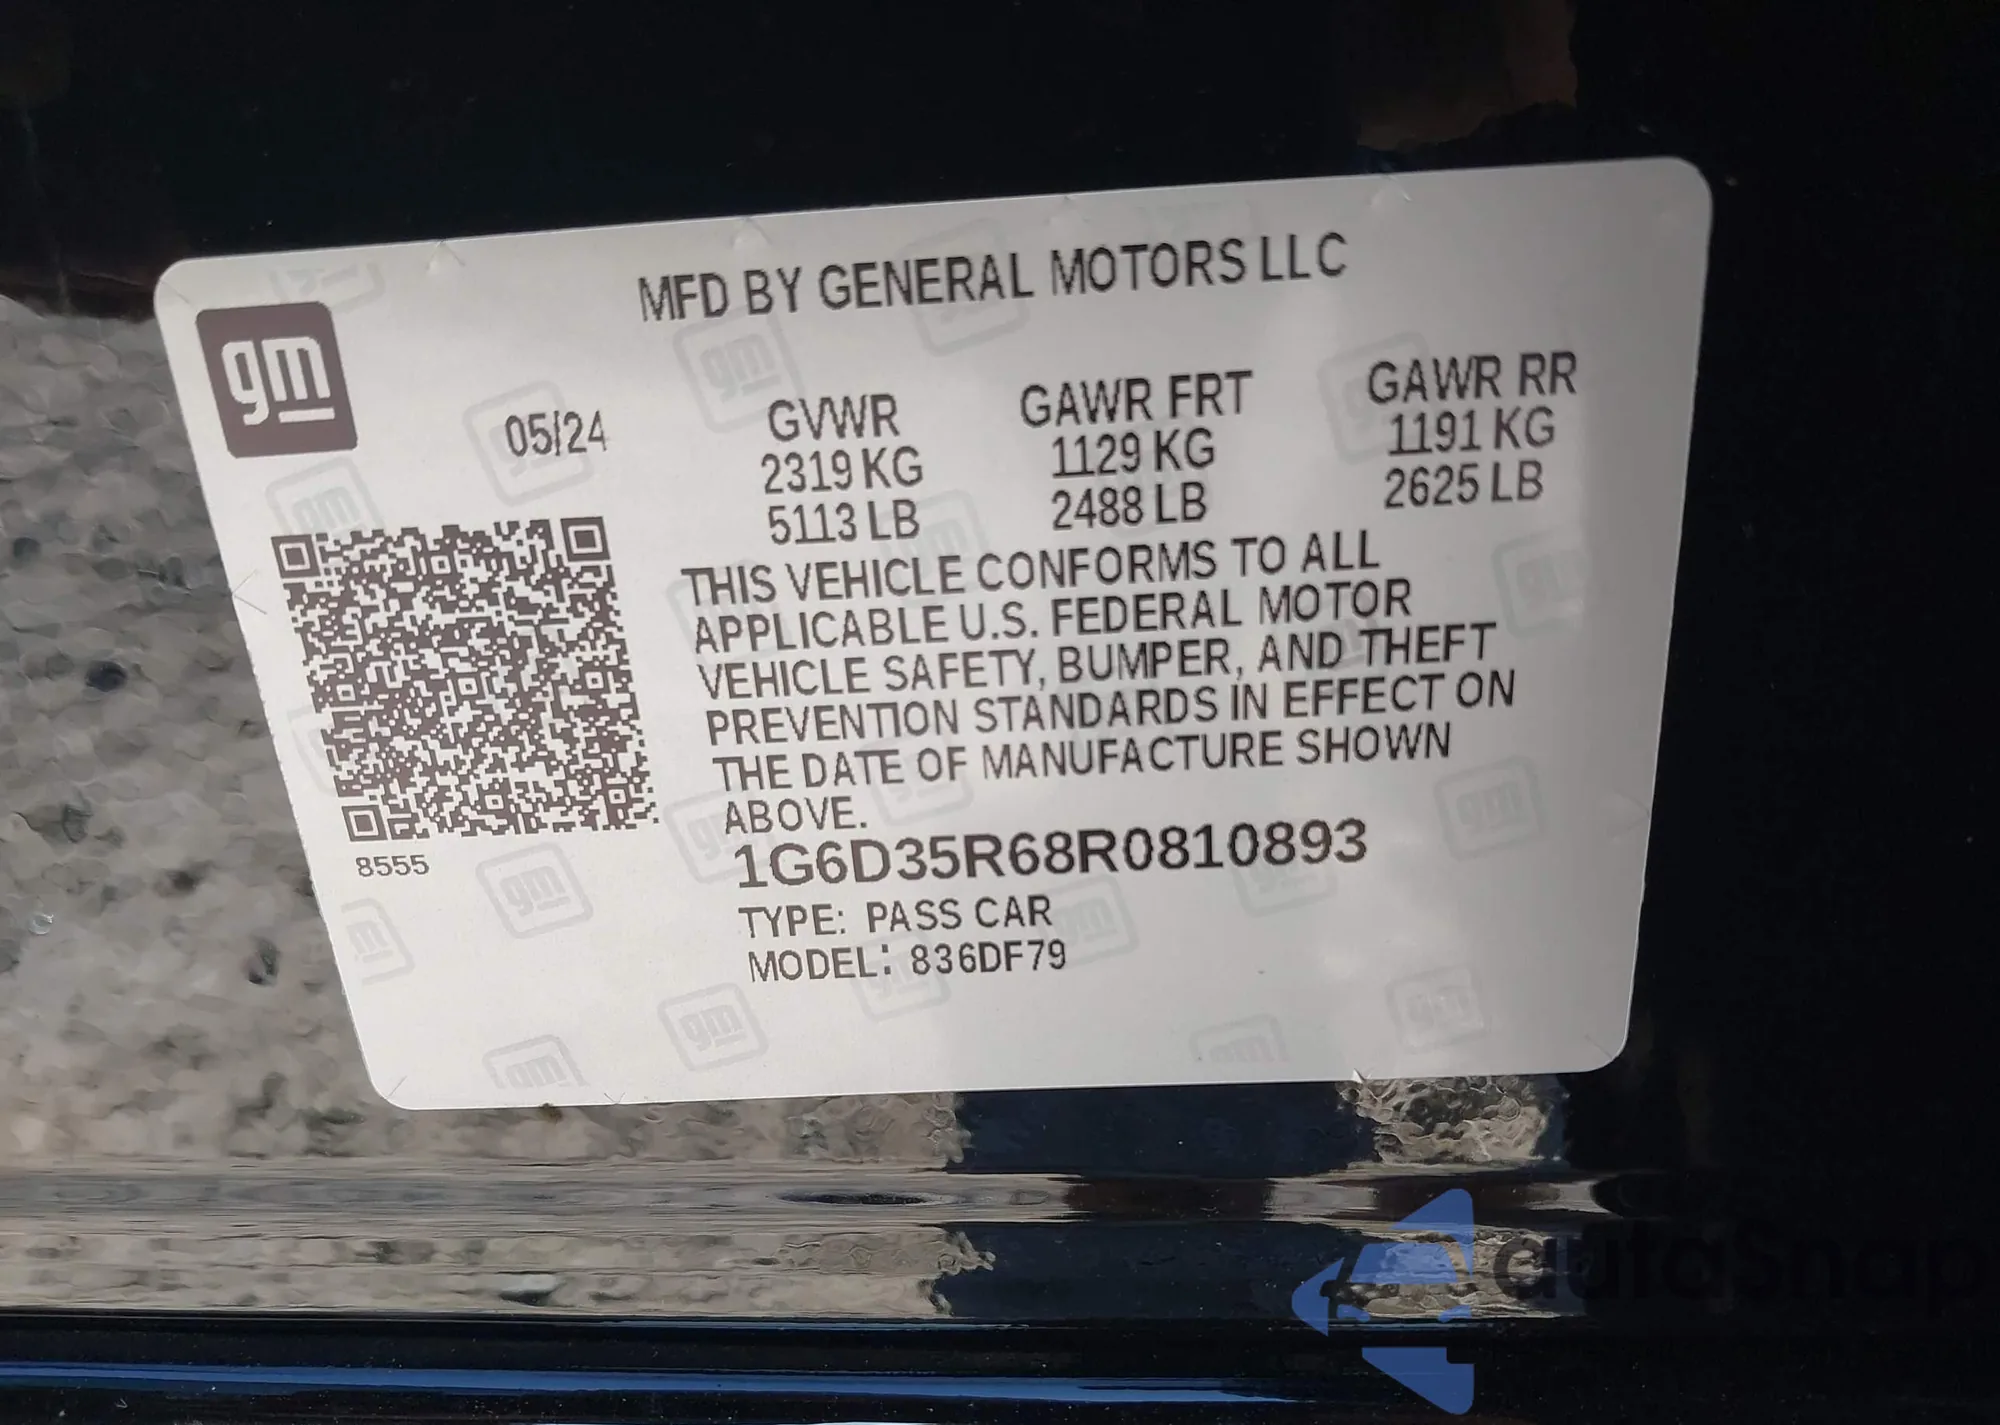 MFD BY GENERAL MOTORS LLC
gm
05/24
GVWR GAWR FRT GAWR RR
2319 KG 1129 KG 1191 KG
5113 LB 2488 LB 2625 LB
THIS VEHICLE CONFORMS TO ALL
APPLICABLE U.S. FEDERAL MOTOR
VEHICLE SAFETY, BUMPER, AND THEFT
PREVENTION STANDARDS IN EFFECT ON
THE DATE OF MANUFACTURE SHOWN
ABOVE.
8555
1G6D35R68R0810893
TYPE: PASS CAR
MODEL: 836DF79
autosnap